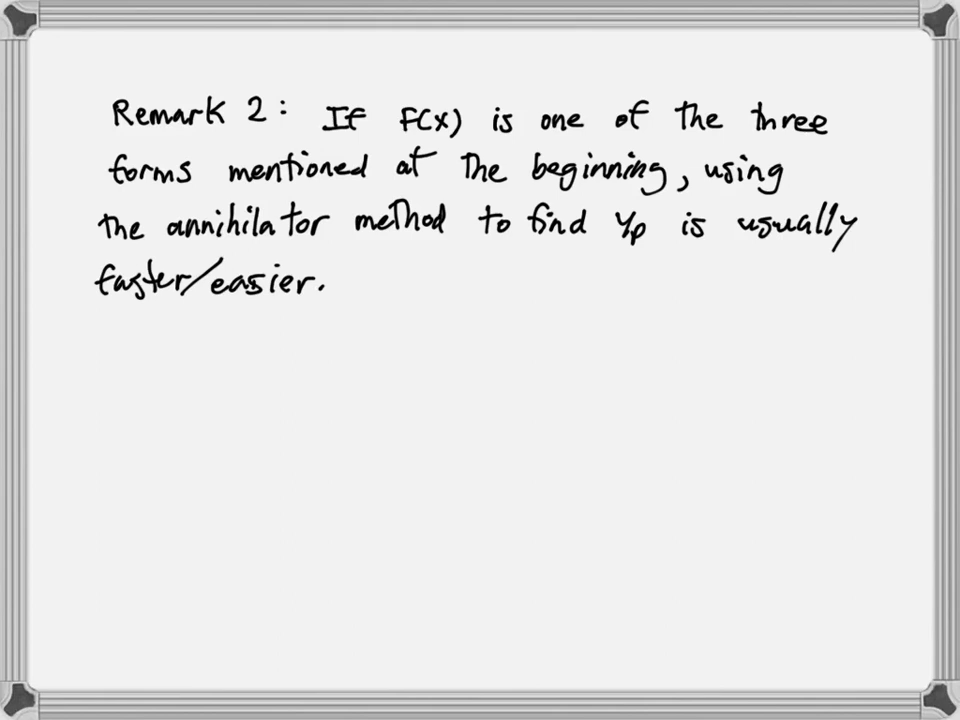 Remark 2: If F(x) is one of the three
forms mentioned at the beginning, using
the annihilator method to find yp is usually
faster/easier.